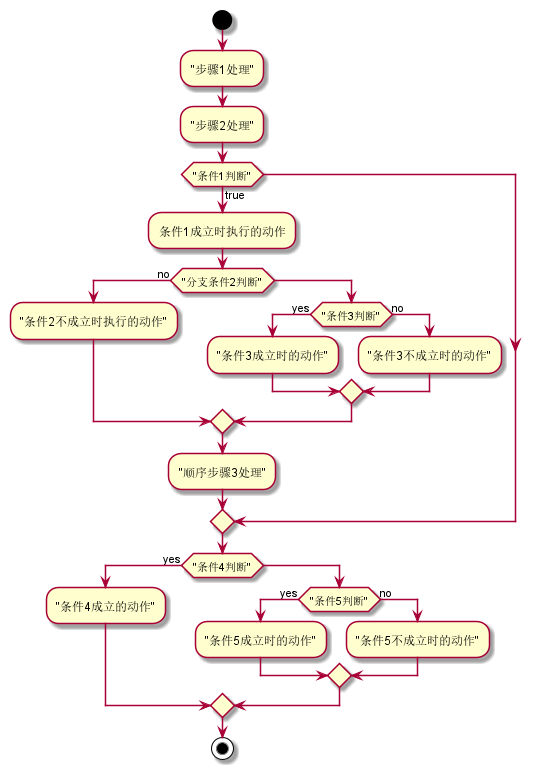 "步骤1处理"
"步骤2处理"
"条件1判断"
true
条件1成立时执行的动作
no
"分支条件2判断"
"条件2不成立时执行的动作"
yes
"条件3判断"
no
"条件3成立时的动作"
"条件3不成立时的动作"
"顺序步骤3处理"
yes
"条件4判断"
"条件4成立的动作"
yes
"条件5判断"
no
"条件5成立时的动作"
"条件5不成立时的动作"